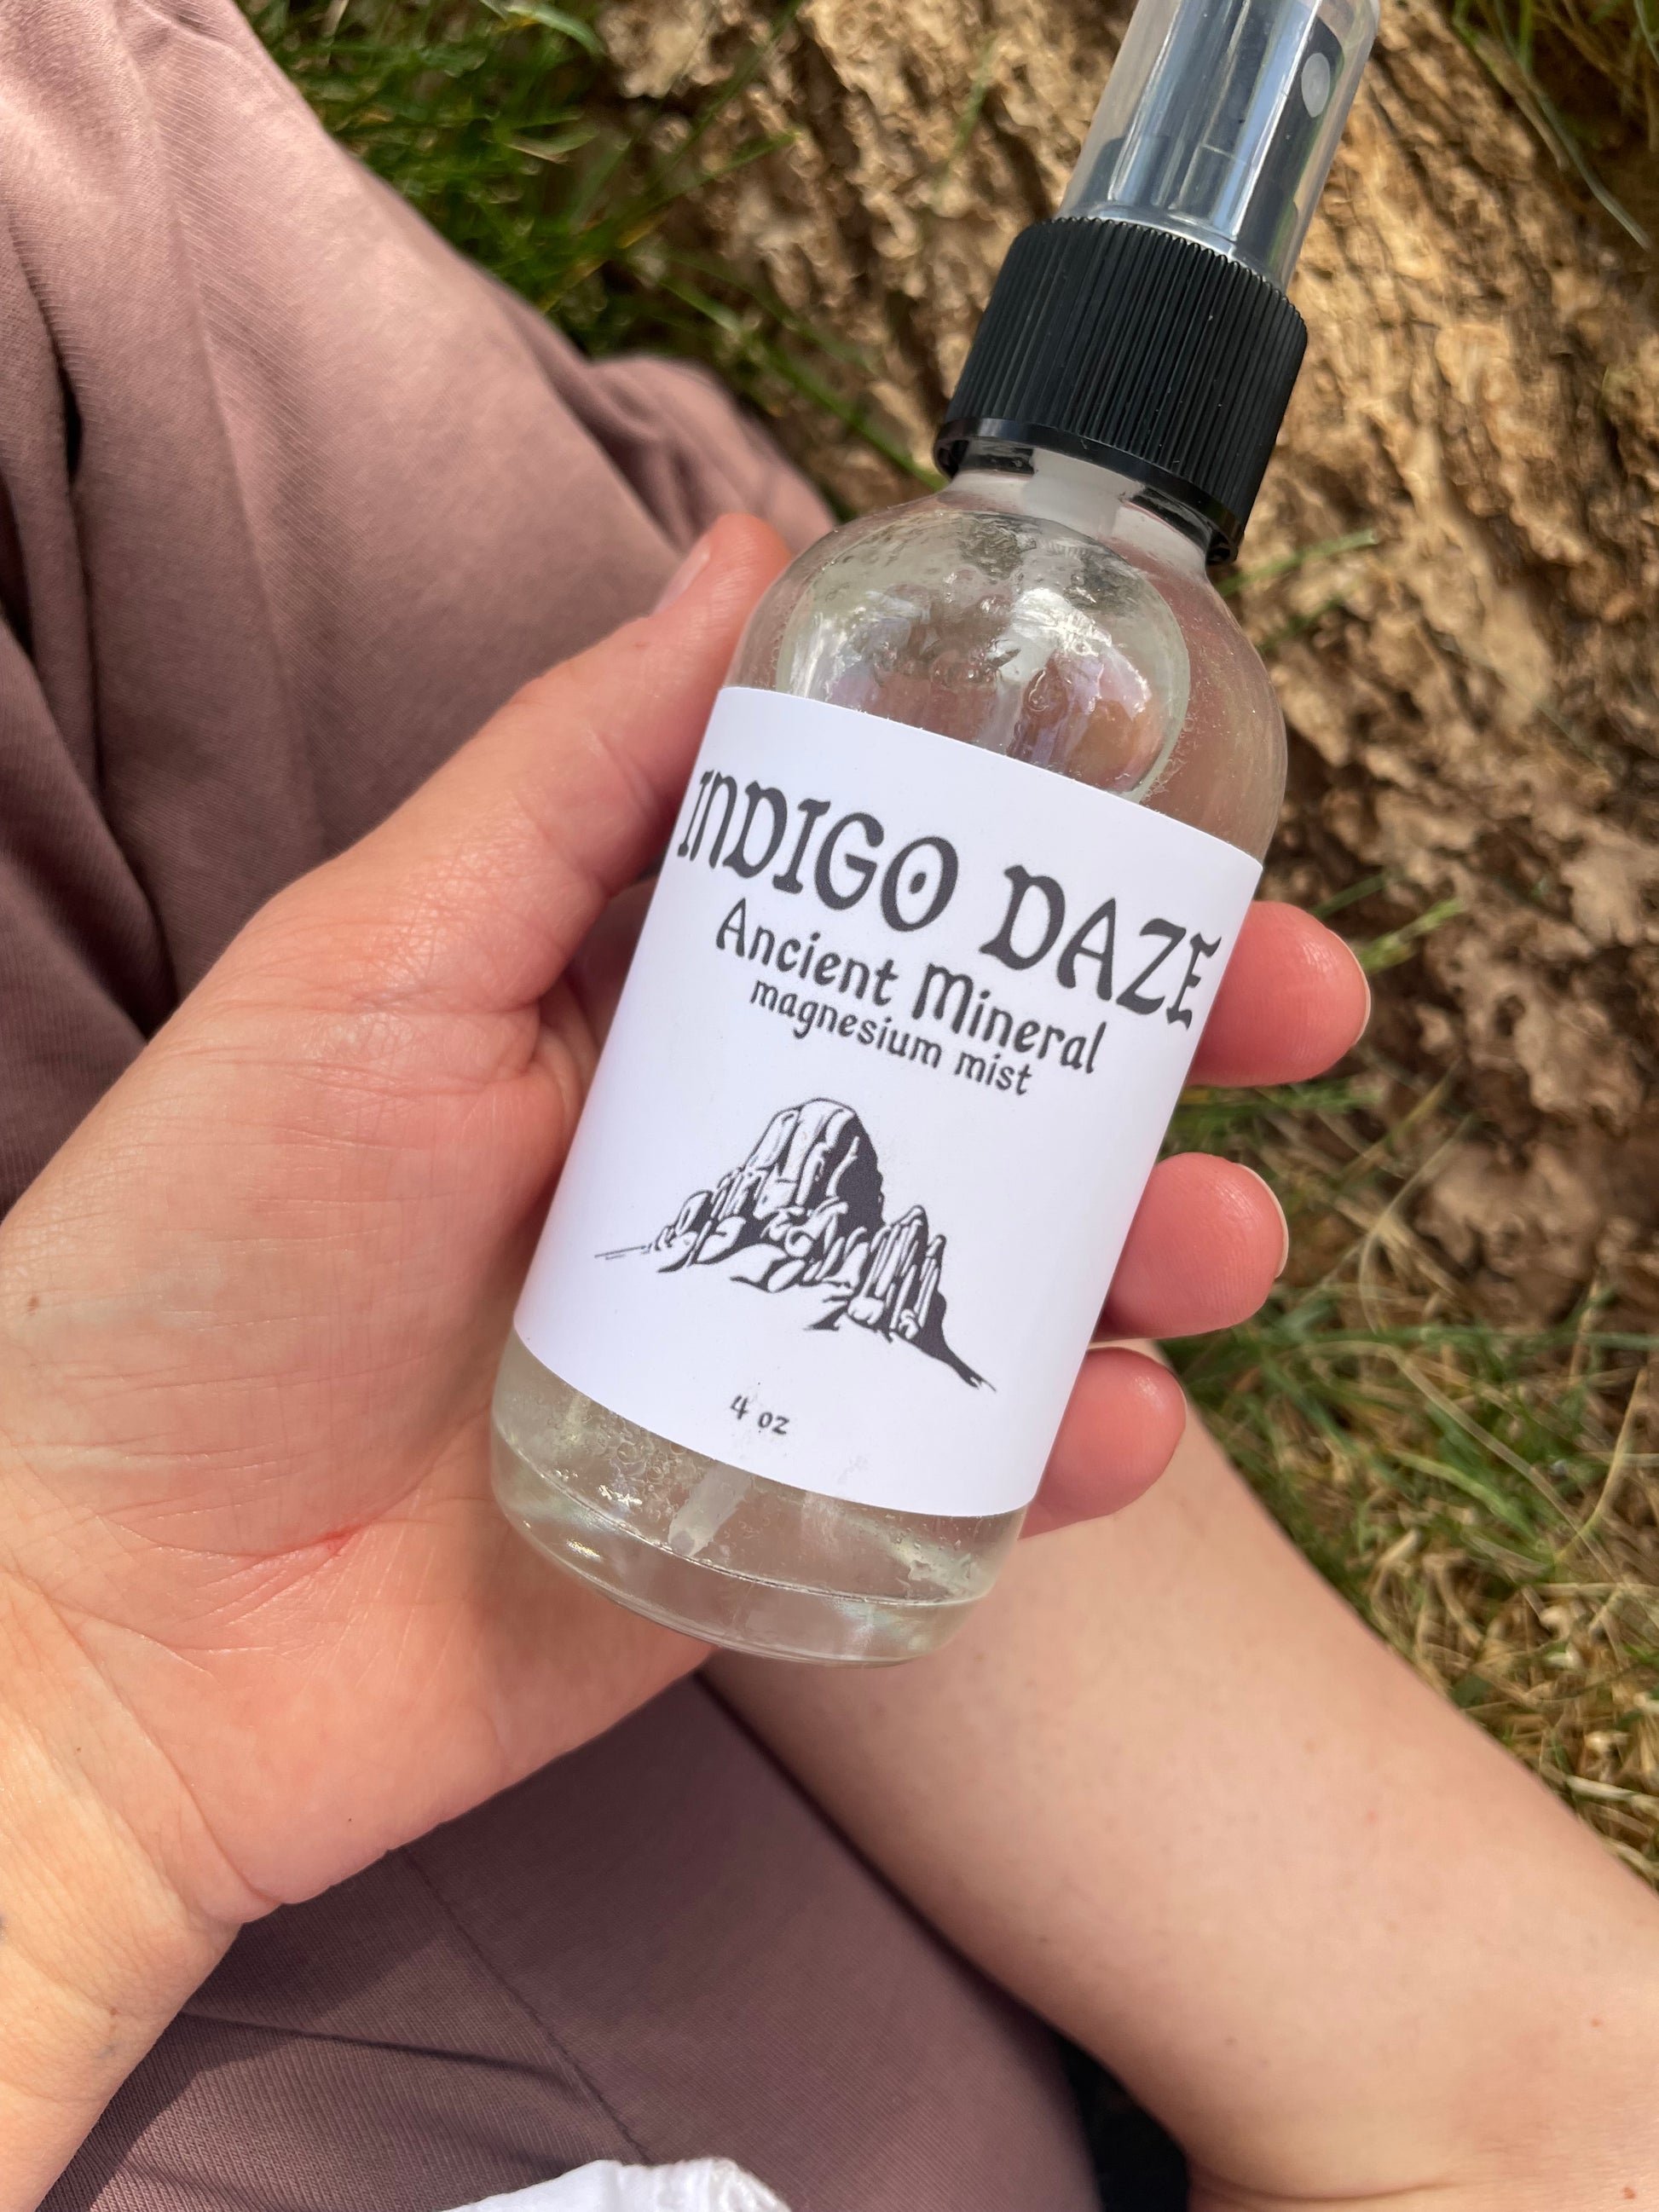 INDIGO DAZE
Ancient Mineral
magnesium mist
4 oz